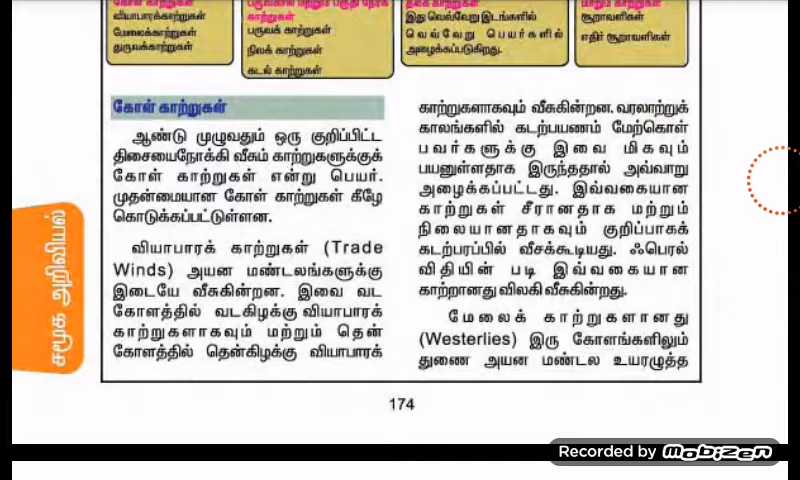 கோள் காற்றுகள்
வியாபாரக்காற்றுகள்
மேலைக்காற்றுகள்
துருவக்காற்றுகள்
காற்றுகள்
பருவக் காற்றுகள்
நிலக் காற்றுகள்
கடல் காற்றுகள்
இது வெவ்வேறு இடங்களில்
வெவ்வேறு பெயர்களில்
அழைக்கப்படுகிறது.
மாறும் காற்றுகள்
சூறாவளிகள்
எதிர் சூறாவளிகள்
கோள் காற்றுகள்
ஆண்டு முழுவதும் ஒரு குறிப்பிட்ட
திசையைநோக்கி வீசும் காற்றுகளுக்குக்
கோள் காற்றுகள் என்று பெயர்.
முதன்மையான கோள் காற்றுகள் கீழே
கொடுக்கப்பட்டுள்ளன.
வியாபாரக் காற்றுகள் (Trade
Winds) அயன மண்டலங்களுக்கு
இடையே வீசுகின்றன. இவை வட
கோளத்தில் வடகிழக்கு வியாபாரக்
காற்றுகளாகவும் மற்றும் தென்
கோளத்தில் தென்கிழக்கு வியாபாரக்
காற்றுகளாகவும் வீசுகின்றன. வரலாற்றுக்
காலங்களில் கடற்பயணம் மேற்கொள்
பவர்களுக்கு இவை மிகவும்
பயனுள்ளதாக இருந்ததால் அவ்வாறு
அழைக்கப்பட்டது. இவ்வகையான
காற்றுகள் சீரானதாக மற்றும்
நிலையானதாகவும் குறிப்பாகக்
கடற்பரப்பில் வீசக்கூடியது. ஃபெரல்
விதியின் படி இவ்வகையான
காற்றானது விலகி வீசுகின்றது.
மேலைக் காற்றுகளானது
(Westerlies) இரு கோளங்களிலும்
துணை அயன மண்டல உயரழுத்த
சமூக அறிவியல்
174
Recorded by mobizen